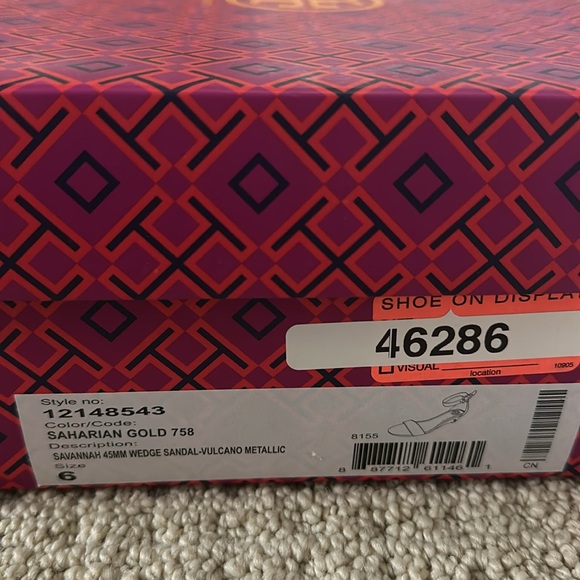 SHOE ON DISPLA
46286
VISUAL
location
10905
Style no:
12148543
Color/Code:
SAHARIAN GOLD 758
Description:
SAVANNAH 45MM WEDGE SANDAL-VULCANO METALLIC
Size
6
8155
8 87712 61146 1
CN